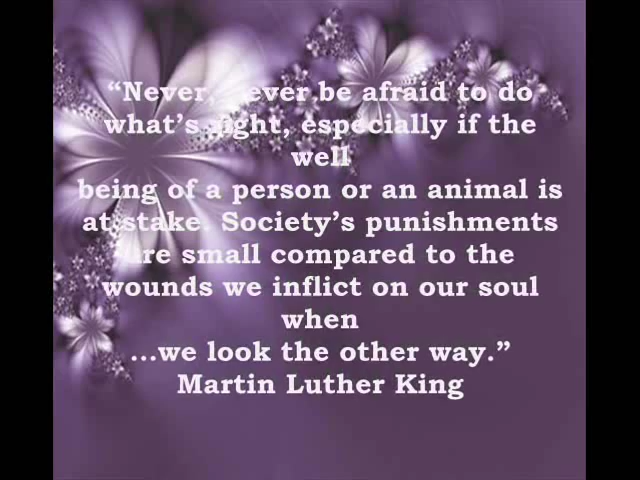 “Never, never be afraid to do
what’s right, especially if the
well
being of a person or an animal is
at stake. Society’s punishments
are small compared to the
wounds we inflict on our soul
when
...we look the other way.”
Martin Luther King